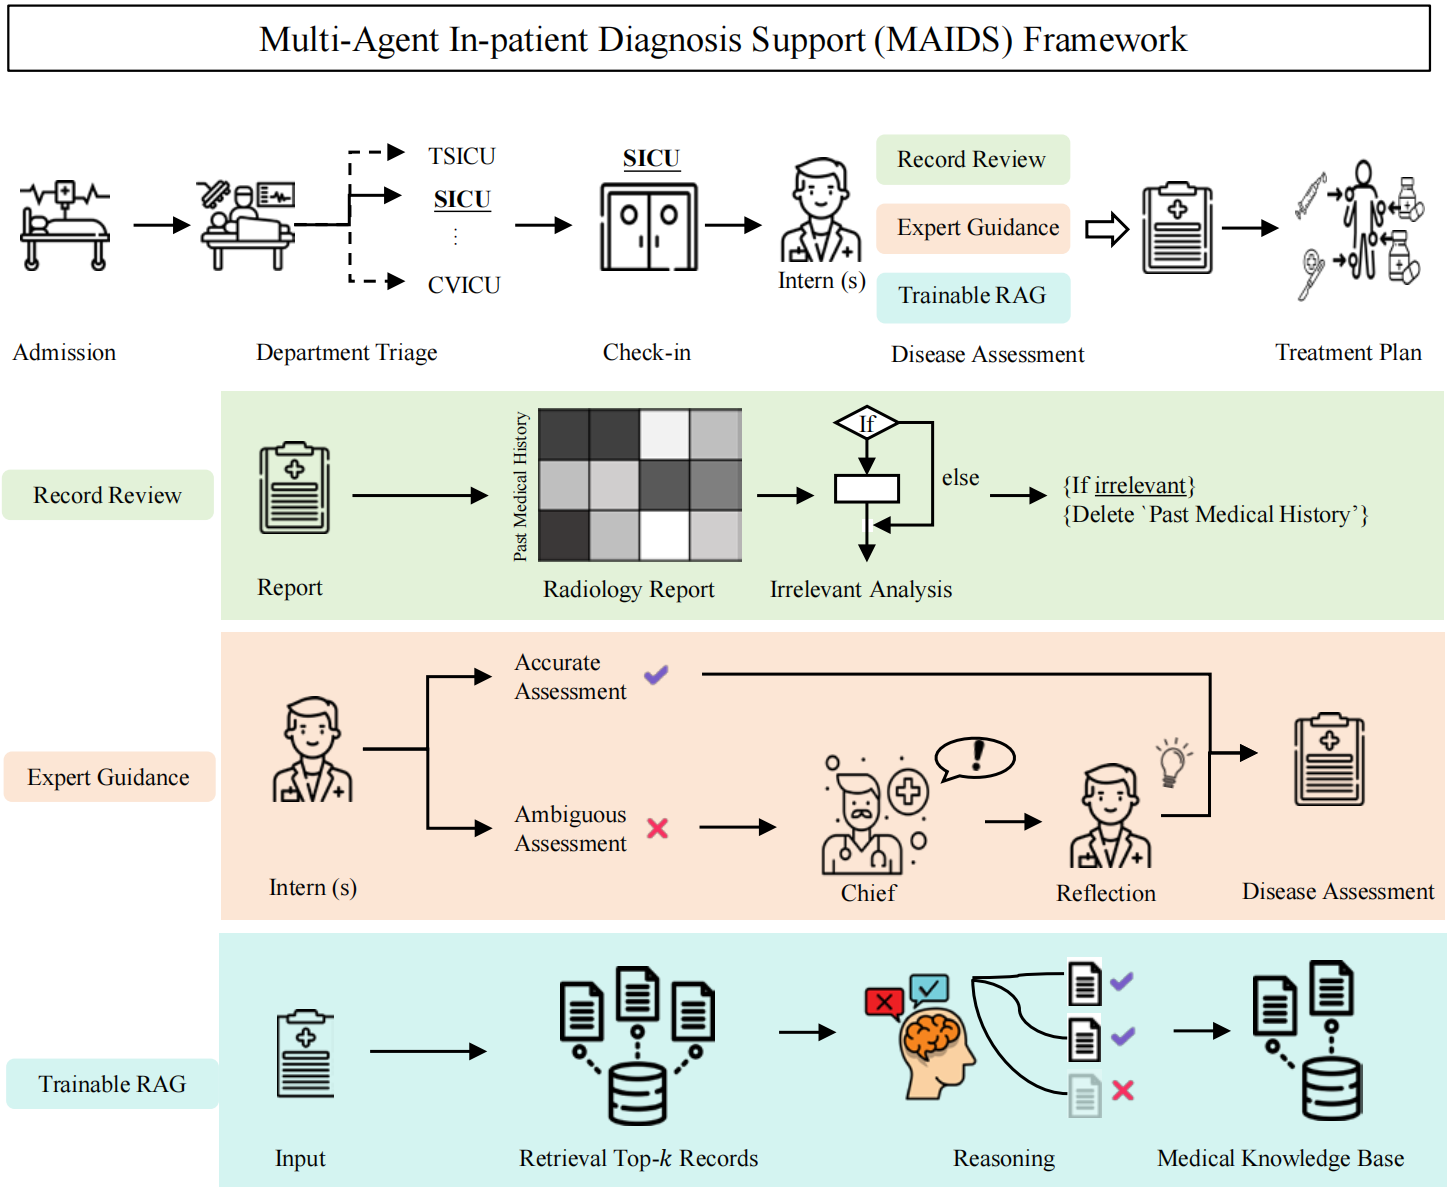 Multi-Agent In-patient Diagnosis Support (MAIDS) Framework
TSICU
SICU
⋮
CVICU
SICU
Intern (s)
Record Review
Expert Guidance
Trainable RAG
Admission
Department Triage
Check-in
Disease Assessment
Treatment Plan
Record Review
Report
Past Medical History
Radiology Report
If
else
Irrelevant Analysis
{If irrelevant}
{Delete `Past Medical History’}
Expert Guidance
Intern (s)
Accurate
Assessment
Ambiguous
Assessment
!
Chief
Reflection
Disease Assessment
Trainable RAG
Input
Retrieval Top-k Records
Reasoning
Medical Knowledge Base